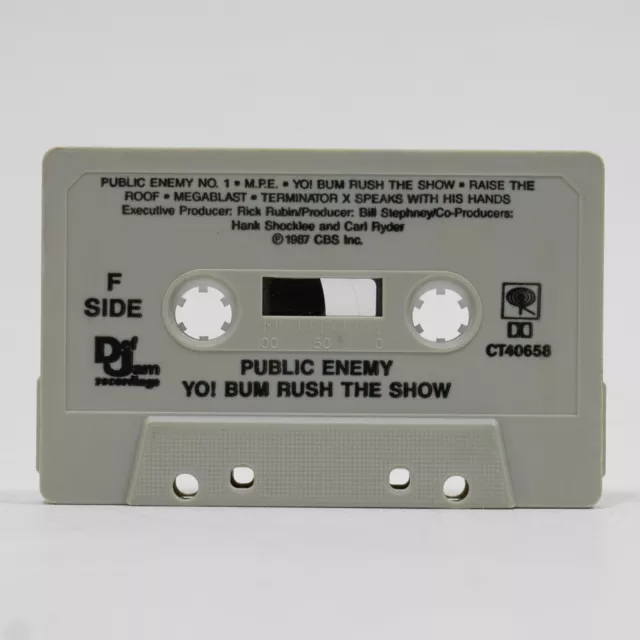 PUBLIC ENEMY NO. 1 • M.P.E. • YO! BUM RUSH THE SHOW • RAISE THE
ROOF • MEGABLAST • TERMINATOR X SPEAKS WITH HIS HANDS
Executive Producer: Rick Rubin/Producer: Bill Stephney/Co-Producers:
Hank Shocklee and Carl Ryder
℗1987 CBS Inc.
F
SIDE
00 50 0
CT40658
Def
Jam
recordings
PUBLIC ENEMY
YO! BUM RUSH THE SHOW